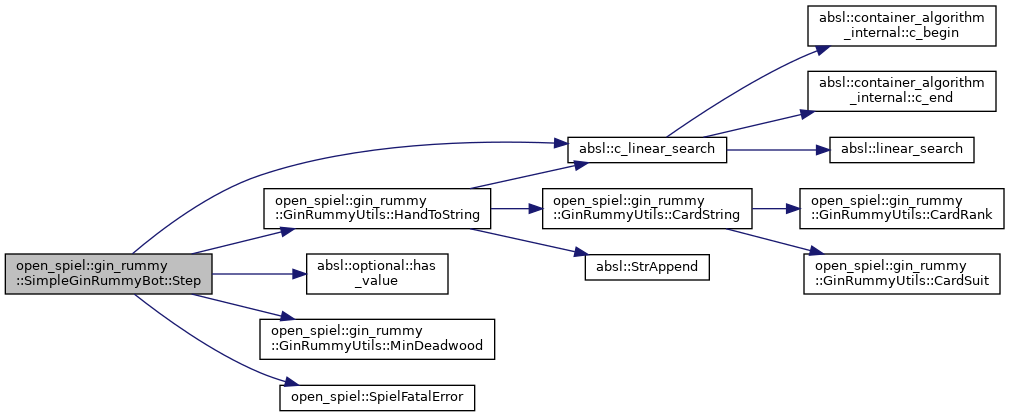 absl::container_algorithm
_internal::c_begin
absl::container_algorithm
_internal::c_end
absl::c_linear_search
absl::linear_search
open_spiel::gin_rummy
::GinRummyUtils::HandToString
open_spiel::gin_rummy
::GinRummyUtils::CardString
open_spiel::gin_rummy
::GinRummyUtils::CardRank
open_spiel::gin_rummy
::SimpleGinRummyBot::Step
absl::optional::has
_value
absl::StrAppend
open_spiel::gin_rummy
::GinRummyUtils::CardSuit
open_spiel::gin_rummy
::GinRummyUtils::MinDeadwood
open_spiel::SpielFatalError